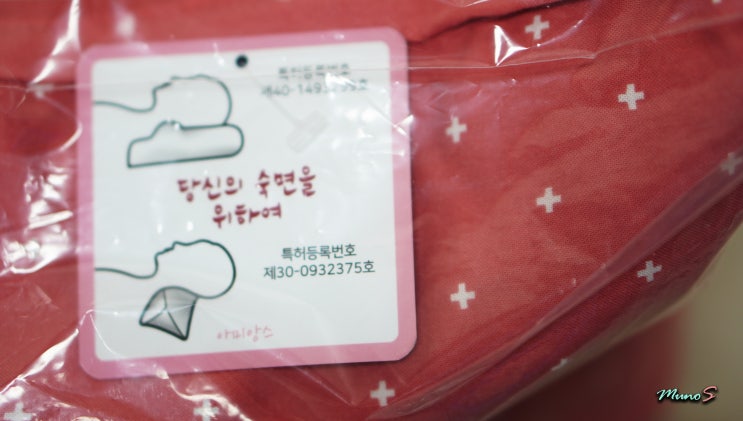 특허등록번호
당신의 숙면을
위하여
특허등록번호
제30-0932375호
아미앙스
MunoS